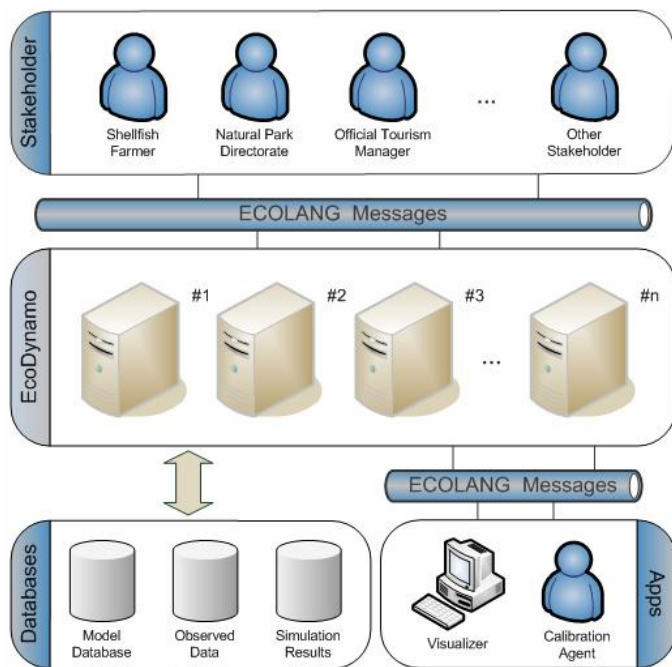 Stakeholder
Shellfish
Farmer
Natural Park
Directorate
Official Tourism
Manager
...
Other
Stakeholder
ECOLANG Messages
EcoDynamo
#1
#2
#3
...
#n
ECOLANG Messages
Databases
Model
Database
Observed
Data
Simulation
Results
Visualizer
Calibration
Agent
Apps